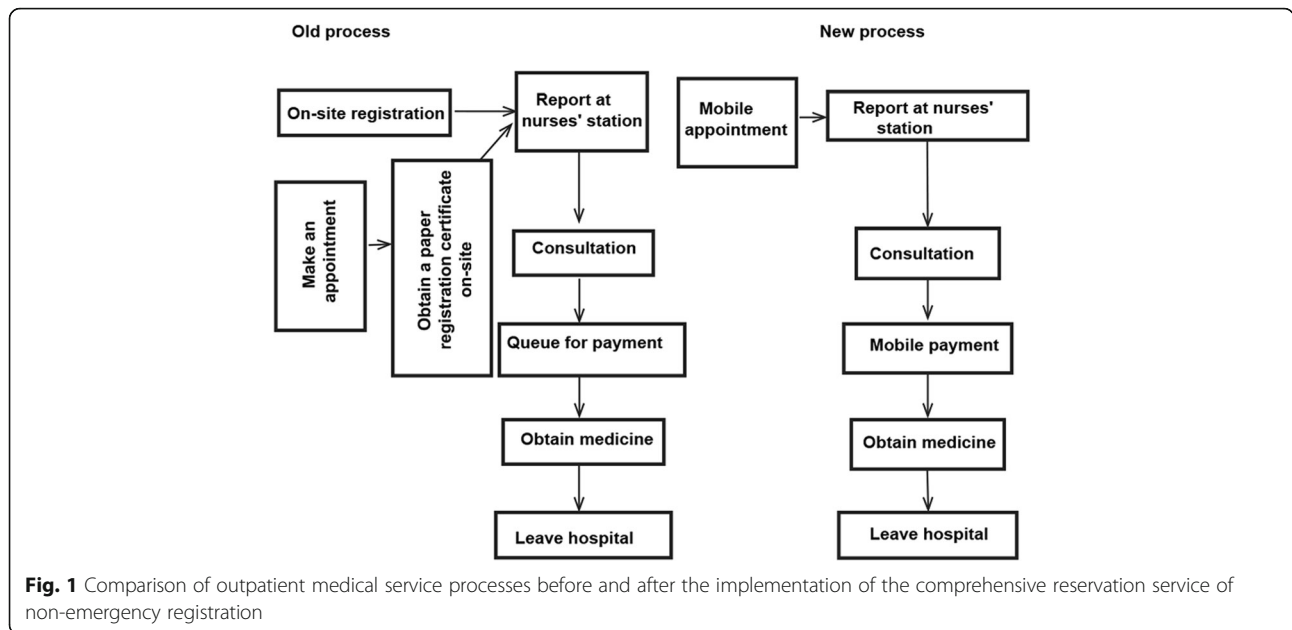 Old process
On-site registration
Make an
appointment
Obtain a paper
registration certificate
on-site
Report at
nurses' station
Consultation
Queue for payment
Obtain medicine
Leave hospital
New process
Mobile
appointment
Report at nurses'
station
Consultation
Mobile payment
Obtain medicine
Leave hospital
Fig. 1 Comparison of outpatient medical service processes before and after the implementation of the comprehensive reservation service of
non-emergency registration